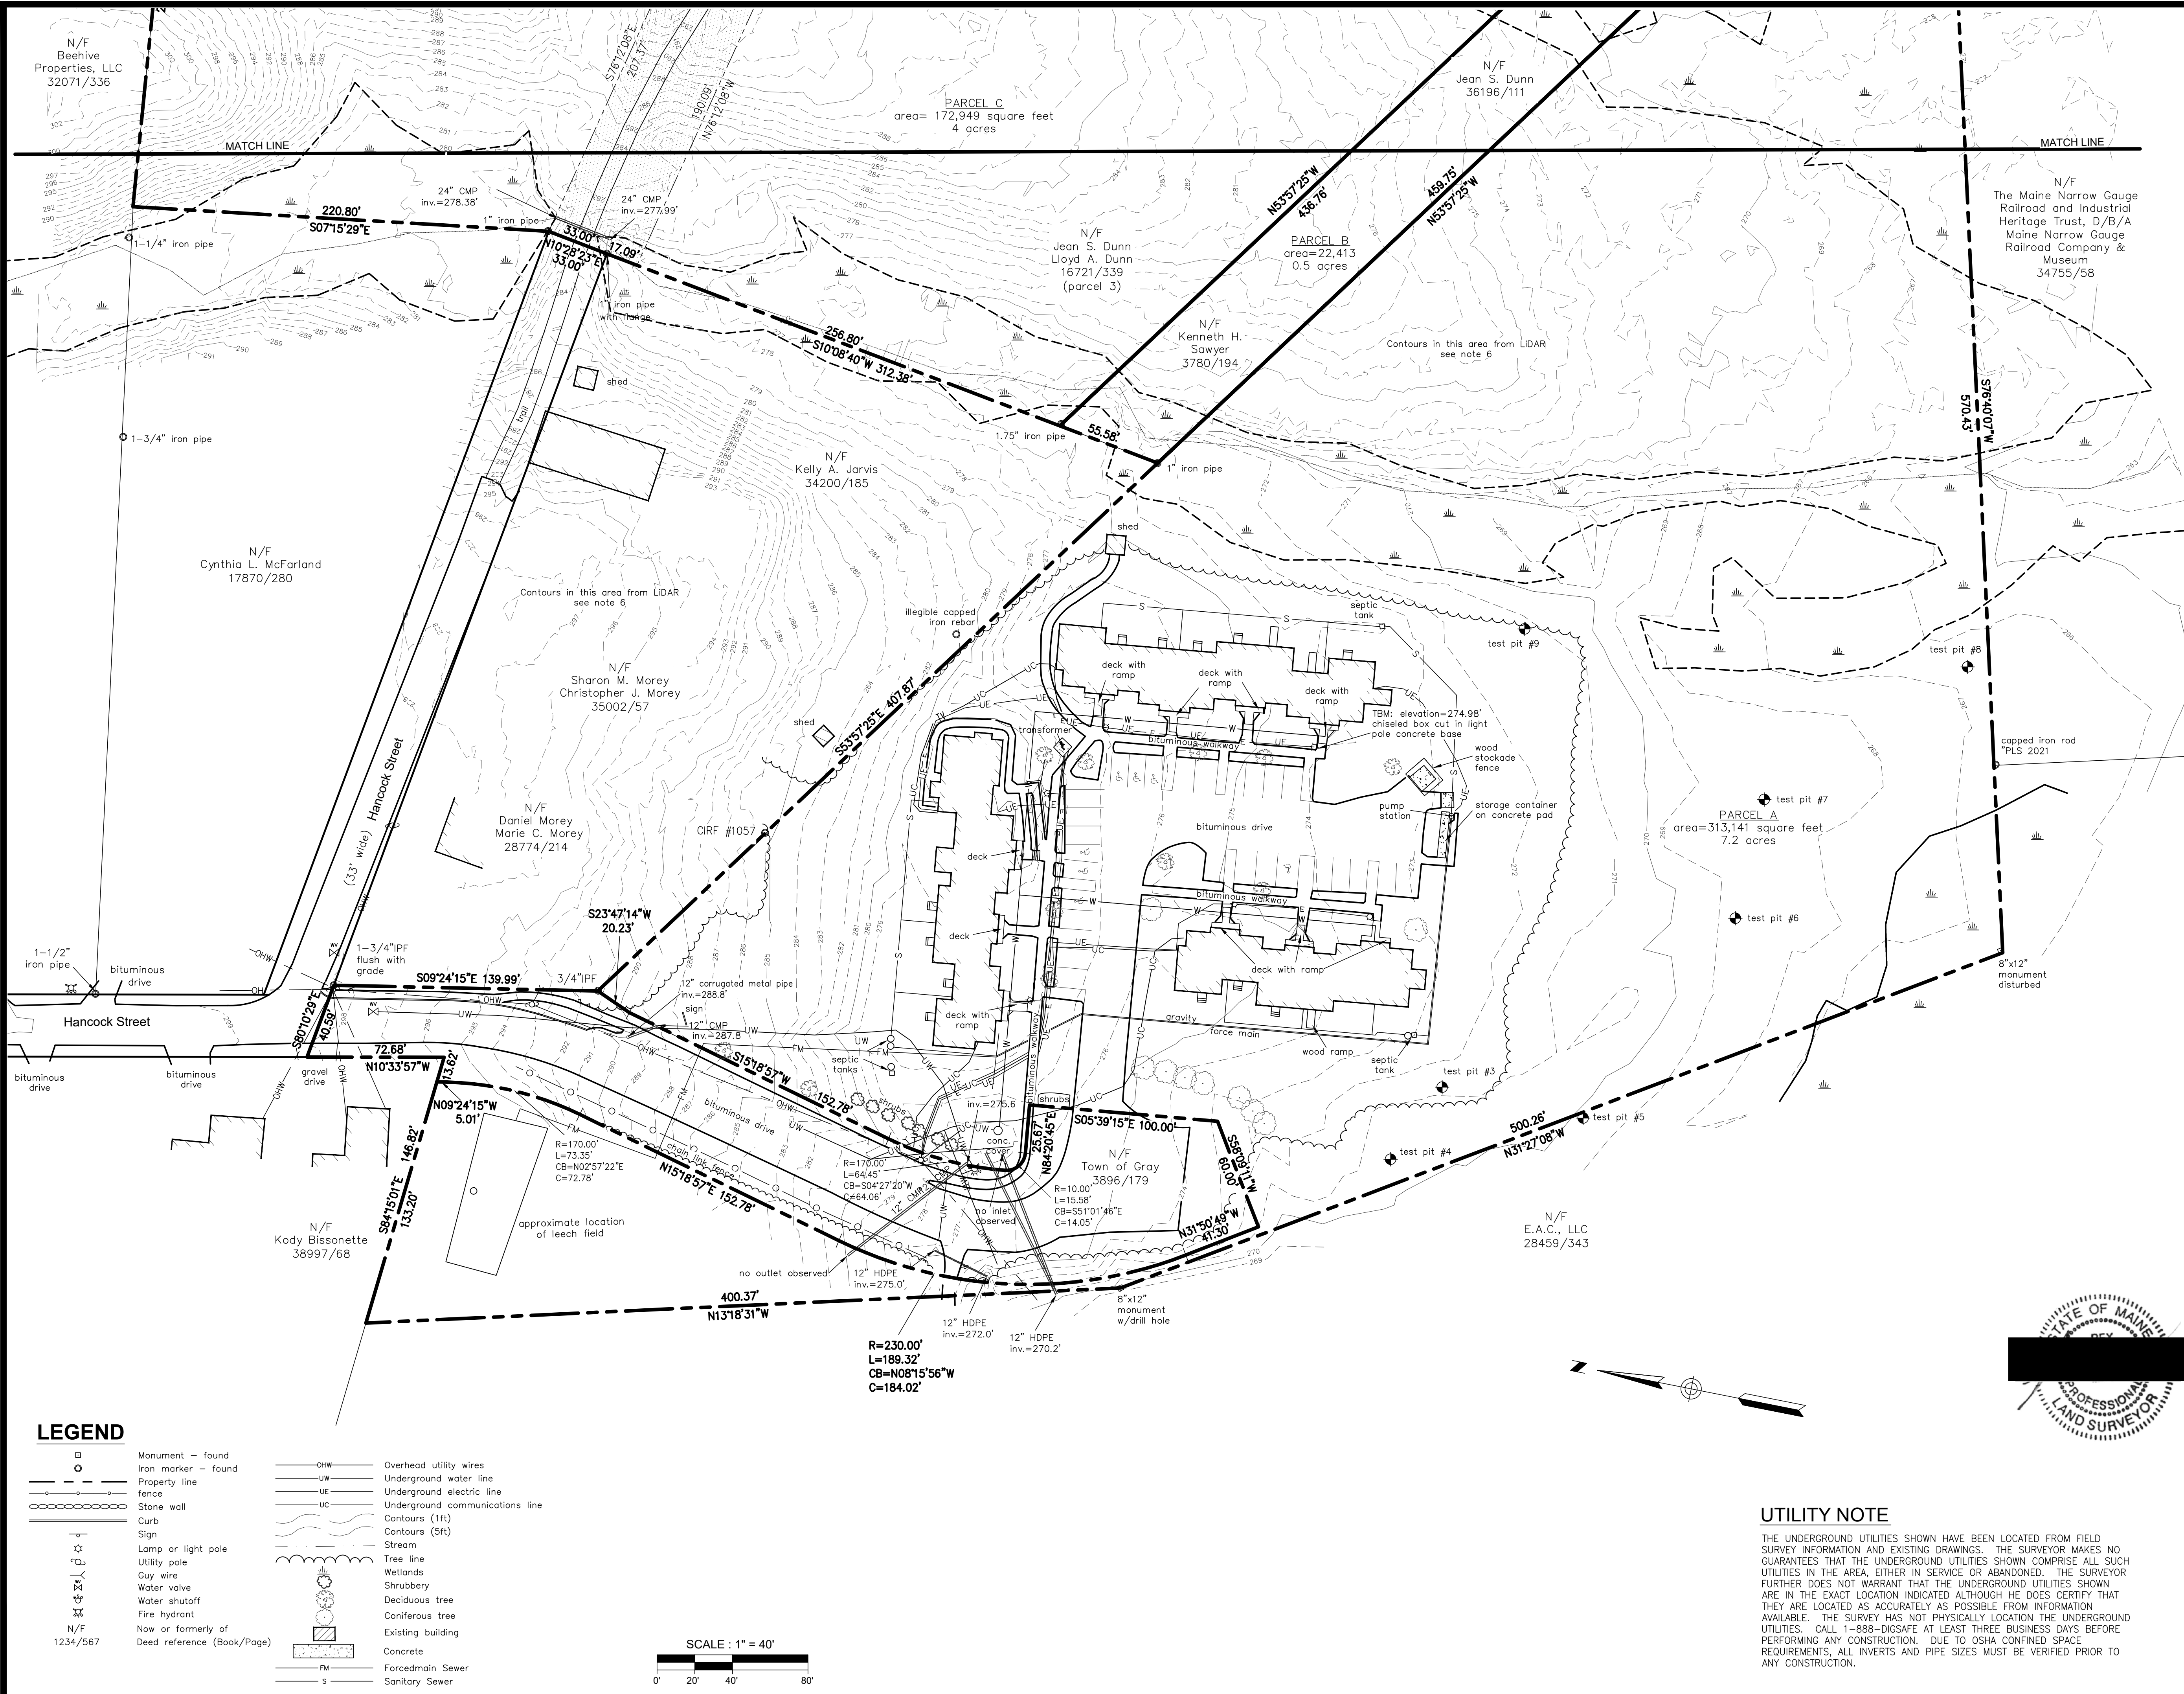 N/F
Beehive
Properties, LLC
32071/336
S76°12'08"E
207.37'
190.09'
N76°12'08"W
PARCEL C
area= 172,949 square feet
4 acres
N/F
Jean S. Dunn
36196/111
MATCH LINE
MATCH LINE
N/F
The Maine Narrow Gauge
Railroad and Industrial
Heritage Trust, D/B/A
Maine Narrow Gauge
Railroad Company &
Museum
34755/58
24" CMP
inv.=278.38'
24" CMP
inv.=277.99'
1" iron pipe
220.80'
S07°15'29"E
1-1/4" iron pipe
33.00'
N10°28'23"E
33.00'
17.09'
1" iron pipe
with flange
N/F
Jean S. Dunn
Lloyd A. Dunn
16721/339
(parcel 3)
N53°57'25"W
436.76'
459.75'
N53°57'25"W
PARCEL B
area=22,413
0.5 acres
N/F
Kenneth H.
Sawyer
3780/194
Contours in this area from LiDAR
see note 6
256.80'
S10°08'40"W 312.38'
shed
trail
1-3/4" iron pipe
1.75" iron pipe
55.58'
1" iron pipe
S76°40'07"W
570.43'
N/F
Kelly A. Jarvis
34200/185
shed
N/F
Cynthia L. McFarland
17870/280
Contours in this area from LiDAR
see note 6
illegible capped
iron rebar
septic
tank
test pit #9
test pit #8
N/F
Sharon M. Morey
Christopher J. Morey
35002/57
deck with
ramp
deck with
ramp
deck with
ramp
TBM: elevation=274.98'
chiseled box cut in light
pole concrete base
shed
S53°57'25"E 407.87'
transformer
bituminous walkway
wood
stockade
fence
capped iron rod
"PLS 2021
(33' wide) Hancock Street
N/F
Daniel Morey
Marie C. Morey
28774/214
CIRF #1057
deck
bituminous drive
pump
station
storage container
on concrete pad
test pit #7
PARCEL A
area=313,141 square feet
7.2 acres
bituminous walkway
test pit #6
S23°47'14"W
20.23'
deck
deck with ramp
8"x12"
monument
disturbed
1-1/2"
iron pipe
bituminous
drive
1-3/4"IPF
flush with
grade
S09°24'15"E 139.99'
3/4"IPF
12" corrugated metal pipe
inv.=288.8'
sign
12" CMP
inv.=287.8
deck with
ramp
gravity
force main
wood ramp
septic
tank
Hancock Street
S80°10'29"E
40.59'
72.68'
N10°33'57"W
13.62'
bituminous
drive
bituminous
drive
gravel
drive
N09°24'15"W
5.01'
S15°18'57"W
152.78'
septic
tanks
bituminous walkway
test pit #3
test pit #5
test pit #4
500.26'
N31°27'08"W
shrubs
shrubs
inv.=275.6
conc.
cover
S05°39'15"E 100.00'
25.67'
N84°20'45"E
S58°09'11"W
60.00'
bituminous drive
chain link fence
R=170.00'
L=73.35'
CB=N02°57'22"E
C=72.78'
N15°18'57"E 152.78'
R=170.00'
L=64.45'
CB=S04°27'20"W
C=64.06'
12" CMP
N/F
Town of Gray
3896/179
R=10.00'
L=15.58'
CB=S51°01'46"E
C=14.05'
no inlet
observed
N31°50'49"W
41.30'
146.82'
S84°15'01"E
133.20'
N/F
Kody Bissonette
38997/68
approximate location
of leech field
N/F
E.A.C., LLC
28459/343
no outlet observed
12" HDPE
inv.=275.0'
400.37'
N13°18'31"W
8"x12"
monument
w/drill hole
12" HDPE
inv.=272.0'
12" HDPE
inv.=270.2'
R=230.00'
L=189.32'
CB=N08°15'56"W
C=184.02'
STATE OF MAINE
PROFESSIONAL
LAND SURVEYOR
LEGEND
Monument – found
Iron marker – found
Property line
fence
Stone wall
Curb
Sign
Lamp or light pole
Utility pole
Guy wire
Water valve
Water shutoff
Fire hydrant
N/F Now or formerly of
1234/567 Deed reference (Book/Page)
OHW Overhead utility wires
UW Underground water line
UE Underground electric line
UC Underground communications line
Contours (1ft)
Contours (5ft)
Stream
Tree line
Wetlands
Shrubbery
Deciduous tree
Coniferous tree
Existing building
Concrete
FM Forcedmain Sewer
S Sanitary Sewer
SCALE : 1" = 40'
0' 20' 40' 80'
UTILITY NOTE
THE UNDERGROUND UTILITIES SHOWN HAVE BEEN LOCATED FROM FIELD
SURVEY INFORMATION AND EXISTING DRAWINGS. THE SURVEYOR MAKES NO
GUARANTEES THAT THE UNDERGROUND UTILITIES SHOWN COMPRISE ALL SUCH
UTILITIES IN THE AREA, EITHER IN SERVICE OR ABANDONED. THE SURVEYOR
FURTHER DOES NOT WARRANT THAT THE UNDERGROUND UTILITIES SHOWN
ARE IN THE EXACT LOCATION INDICATED ALTHOUGH HE DOES CERTIFY THAT
THEY ARE LOCATED AS ACCURATELY AS POSSIBLE FROM INFORMATION
AVAILABLE. THE SURVEY HAS NOT PHYSICALLY LOCATION THE UNDERGROUND
UTILITIES. CALL 1-888-DIGSAFE AT LEAST THREE BUSINESS DAYS BEFORE
PERFORMING ANY CONSTRUCTION. DUE TO OSHA CONFINED SPACE
REQUIREMENTS, ALL INVERTS AND PIPE SIZES MUST BE VERIFIED PRIOR TO
ANY CONSTRUCTION.